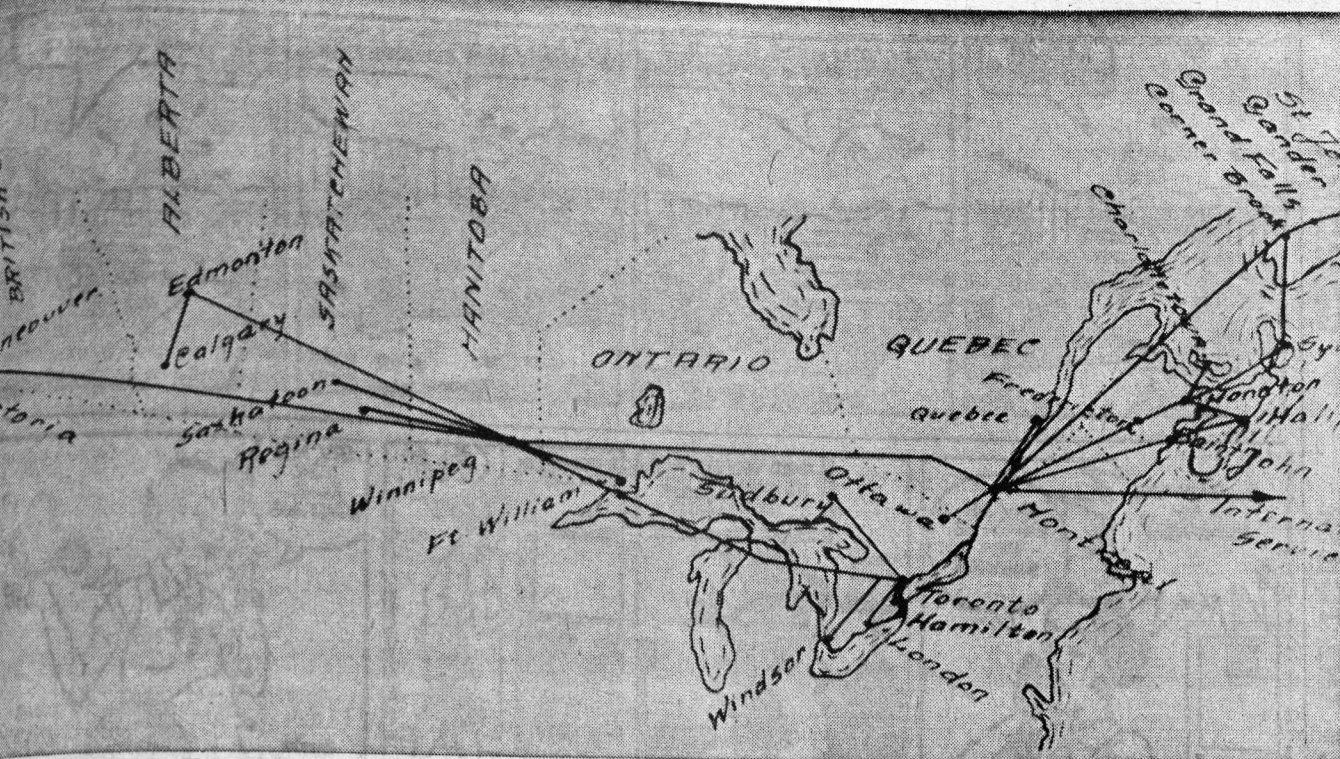 BRITISH
ALBERTA
SASKATCHEWAN
MANITOBA
ONTARIO
QUEBEC
Edmonton
Calgary
Saskatoon
Regina
Winnipeg
Ft. William
Sudbury
Ottawa
Quebec
Fredericton
Charlottetown
Corner Brook
Grand Falls
Gander
St
Moncton
Saint John
Montreal
Toronto
Hamilton
London
Windsor